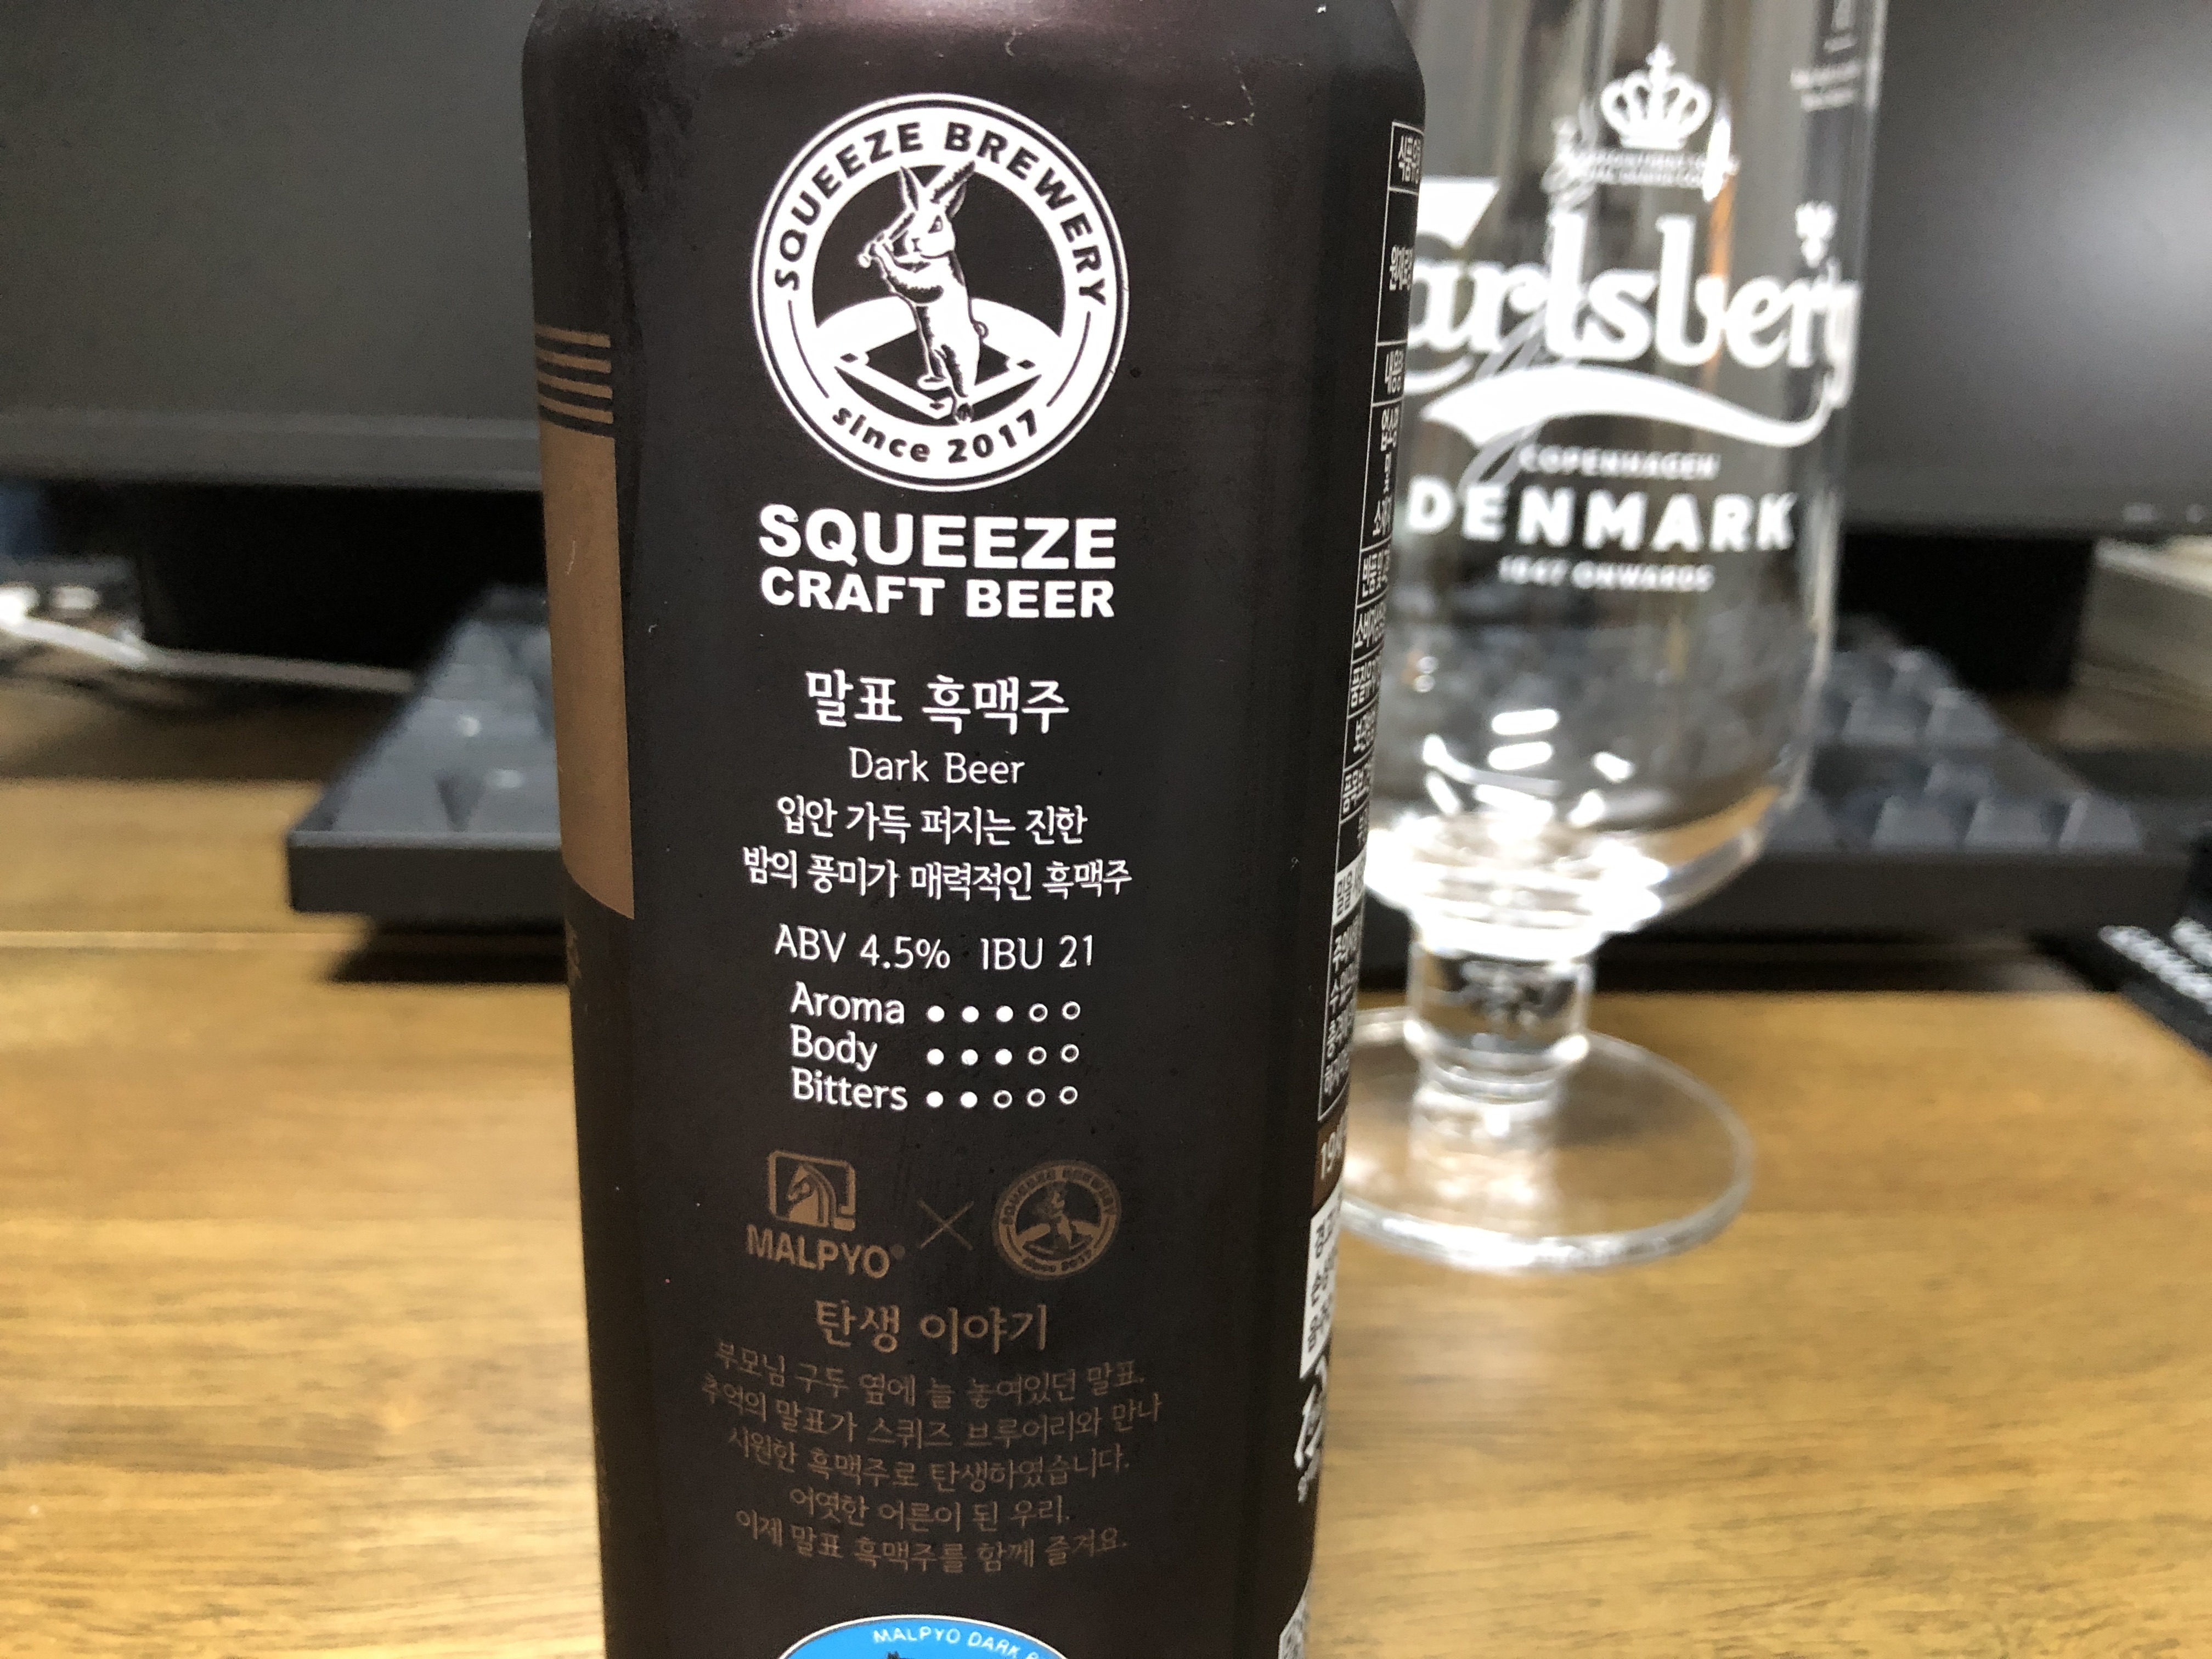 SQUEEZE BREWERY
since 2017
SQUEEZE
CRAFT BEER
말표 흑맥주
Dark Beer
입안 가득 퍼지는 진한
밤의 풍미가 매력적인 흑맥주
ABV 4.5% IBU 21
Aroma
Body
Bitters
MALPYO®
SQUEEZE BREWERY
since 2017
탄생 이야기
부모님 구두 옆에 늘 놓여있던 말표.
추억의 말표가 스퀴즈 브루어리와 만나
시원한 흑맥주로 탄생하였습니다.
어엿한 어른이 된 우리.
이제 말표 흑맥주를 함께 즐겨요.
MALPYO DARK
Carlsberg
COPENHAGEN
DENMARK
1847 ONWARDS